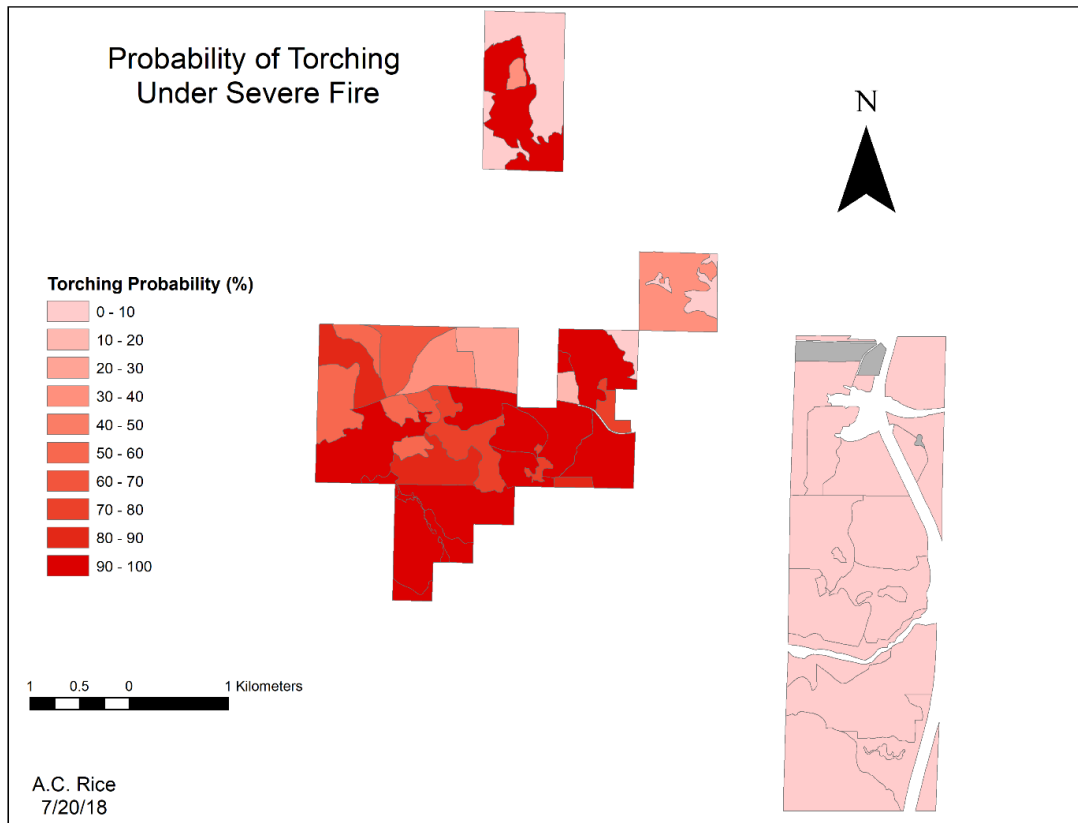 Probability of Torching
Under Severe Fire
N
Torching Probability (%)
0 - 10
10 - 20
20 - 30
30 - 40
40 - 50
50 - 60
60 - 70
70 - 80
80 - 90
90 - 100
1 0.5 0 1 Kilometers
A.C. Rice
7/20/18